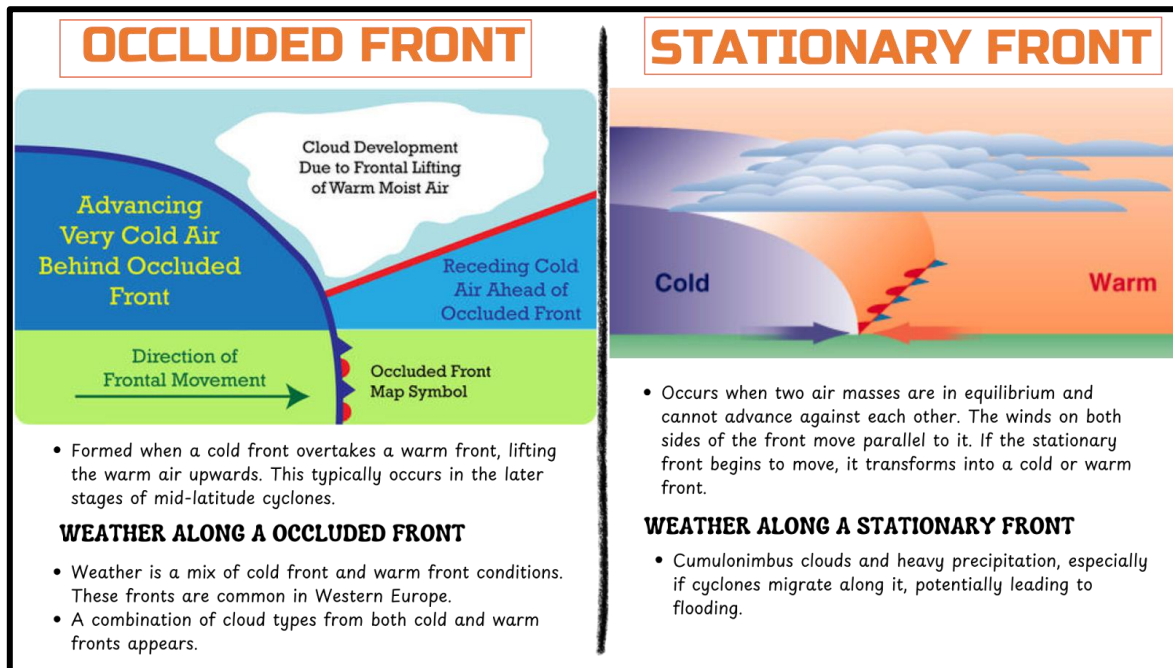 OCCLUDED FRONT
Cloud Development
Due to Frontal Lifting
of Warm Moist Air
Advancing
Very Cold Air
Behind Occluded
Front
Receding Cold
Air Ahead of
Occluded Front
Direction of
Frontal Movement
Occluded Front
Map Symbol
• Formed when a cold front overtakes a warm front, lifting
the warm air upwards. This typically occurs in the later
stages of mid-latitude cyclones.
WEATHER ALONG A OCCLUDED FRONT
• Weather is a mix of cold front and warm front conditions.
These fronts are common in Western Europe.
• A combination of cloud types from both cold and warm
fronts appears.
STATIONARY FRONT
Cold
Warm
• Occurs when two air masses are in equilibrium and
cannot advance against each other. The winds on both
sides of the front move parallel to it. If the stationary
front begins to move, it transforms into a cold or warm
front.
WEATHER ALONG A STATIONARY FRONT
• Cumulonimbus clouds and heavy precipitation, especially
if cyclones migrate along it, potentially leading to
flooding.